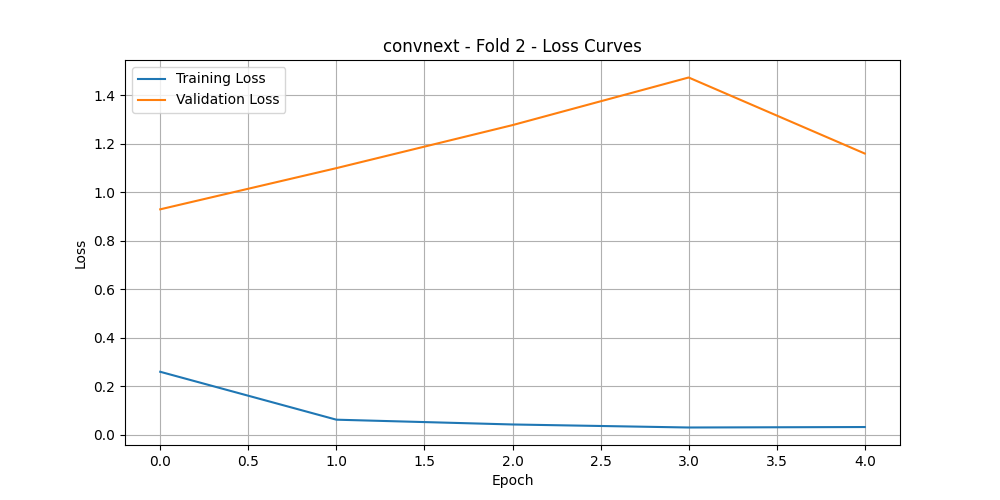 convnext - Fold 2 - Loss Curves
Training Loss
Validation Loss
1.4
1.2
1.0
0.8
0.6
0.4
0.2
0.0
Loss
0.0 0.5 1.0 1.5 2.0 2.5 3.0 3.5 4.0
Epoch